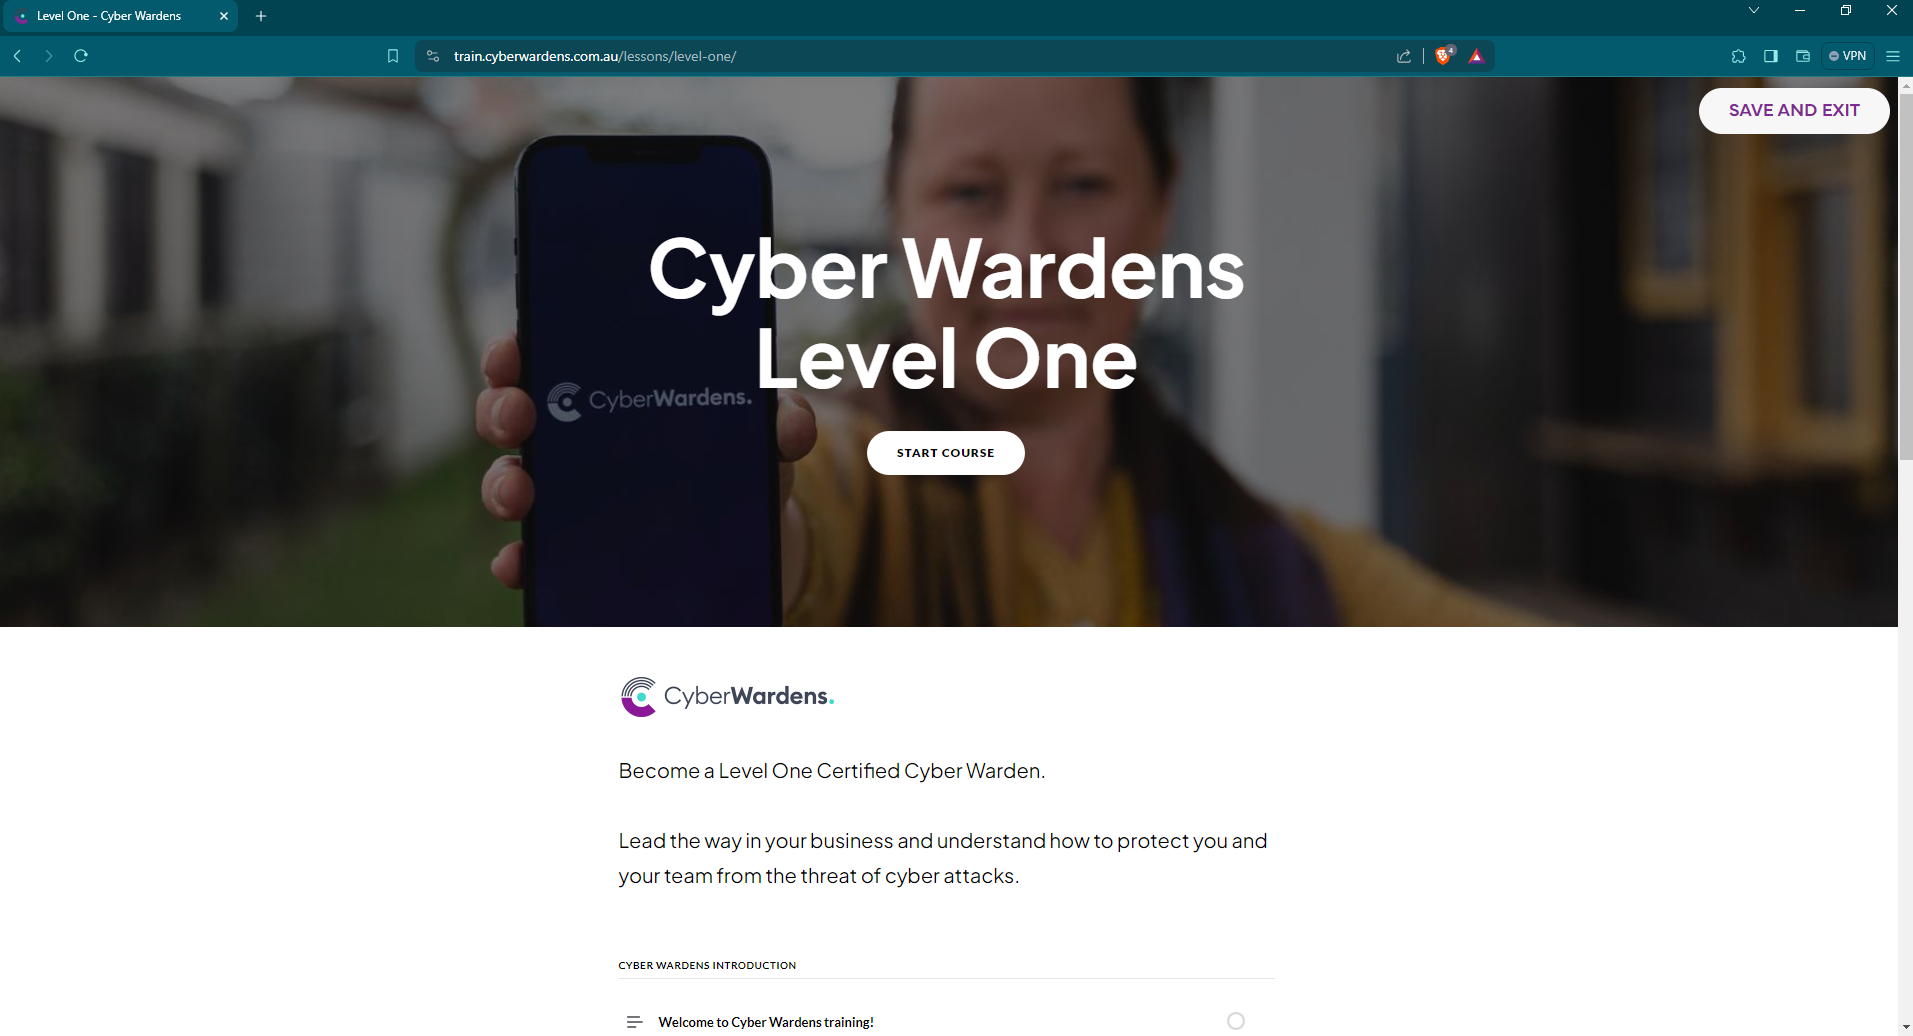 Level One - Cyber Wardens
train.cyberwardens.com.au/lessons/level-one/
4
VPN
SAVE AND EXIT
Cyber Wardens
Level One
CyberWardens.
START COURSE
CyberWardens.
Become a Level One Certified Cyber Warden.
Lead the way in your business and understand how to protect you and
your team from the threat of cyber attacks.
CYBER WARDENS INTRODUCTION
Welcome to Cyber Wardens training!